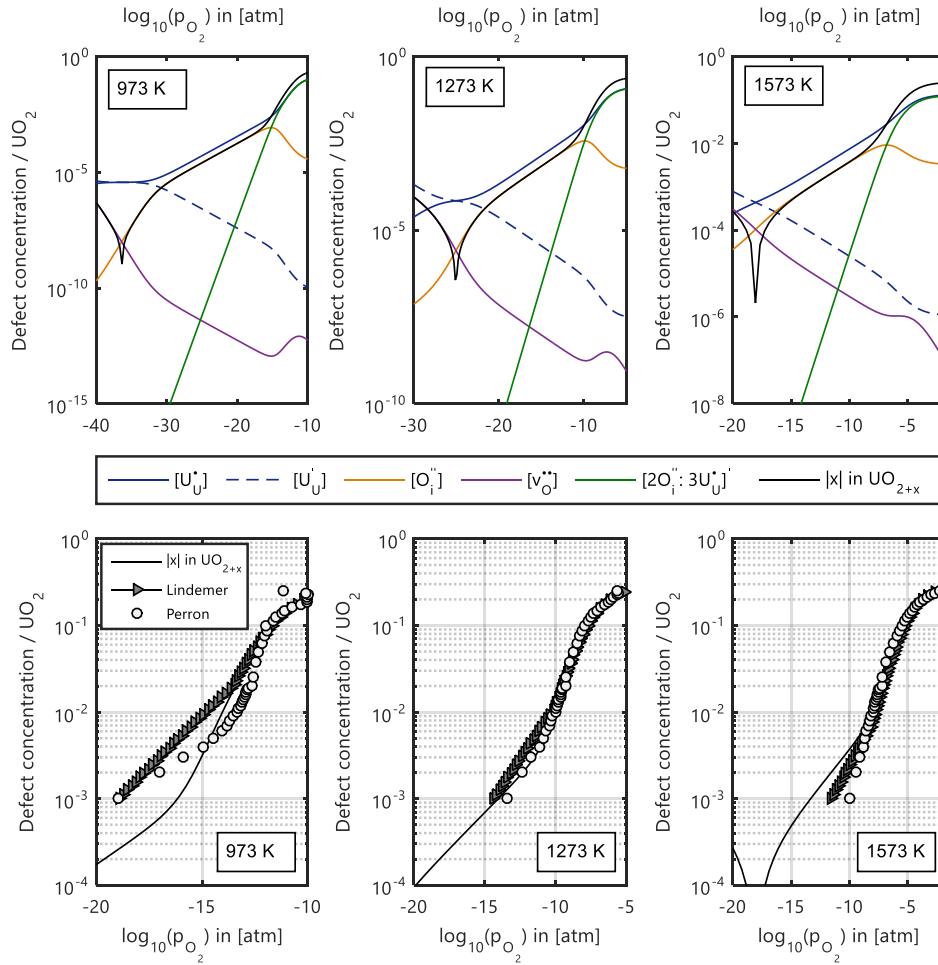 log10(pO2) in [atm] log10(pO2) in [atm] log10(pO2) in [atm]
Defect concentration / UO2
10^0
10^-5
10^-10
10^-15
973 K
-40 -30 -20 -10
Defect concentration / UO2
10^0
10^-5
10^-10
1273 K
-30 -20 -10
Defect concentration / UO2
10^0
10^-2
10^-4
10^-6
10^-8
1573 K
-20 -15 -10 -5
[U_U^•] [U_U^'] [O_i^''] [v_O^••] [2O_i^'': 3U_U^•]^' |x| in UO2+x
Defect concentration / UO2
10^0
10^-1
10^-2
10^-3
10^-4
|x| in UO2+x
Lindemer
Perron
973 K
-20 -15 -10
log10(pO2) in [atm]
Defect concentration / UO2
10^0
10^-1
10^-2
10^-3
10^-4
1273 K
-20 -15 -10 -5
log10(pO2) in [atm]
Defect concentration / UO2
10^0
10^-1
10^-2
10^-3
10^-4
1573 K
-20 -15 -10 -5
log10(pO2) in [atm]